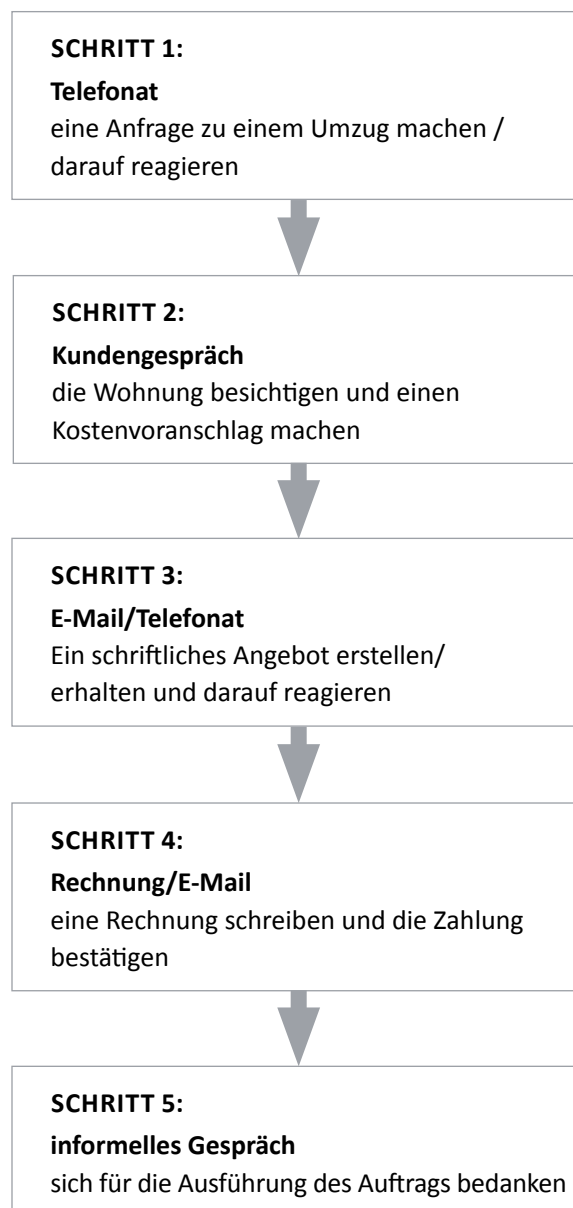 SCHRITT 1:
Telefonat
eine Anfrage zu einem Umzug machen /
darauf reagieren
SCHRITT 2:
Kundengespräch
die Wohnung besichtigen und einen
Kostenvoranschlag machen
SCHRITT 3:
E-Mail/Telefonat
Ein schriftliches Angebot erstellen/
erhalten und darauf reagieren
SCHRITT 4:
Rechnung/E-Mail
eine Rechnung schreiben und die Zahlung
bestätigen
SCHRITT 5:
informelles Gespräch
sich für die Ausführung des Auftrags bedanken